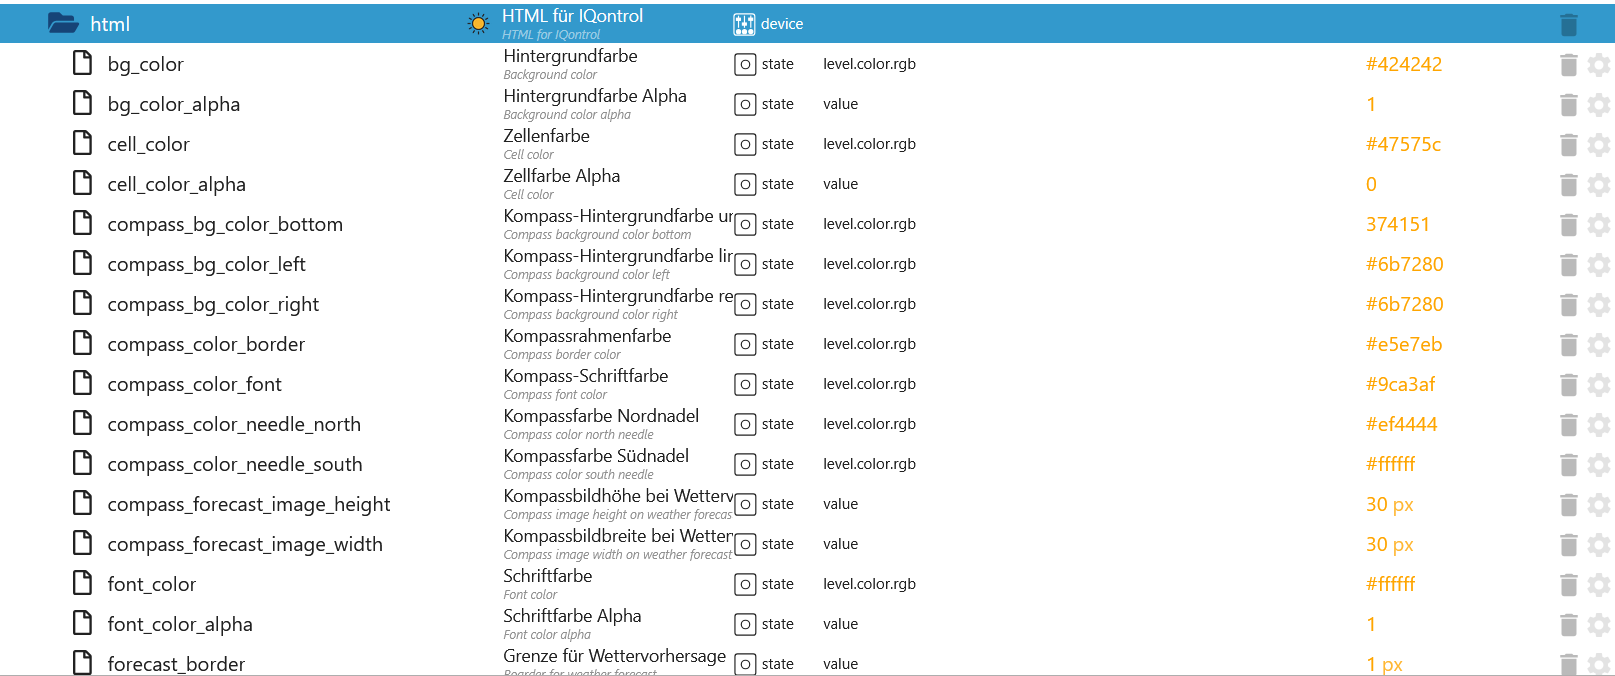 html HTML für IQontrol device
HTML for IQontrol
bg_color Hintergrundfarbe state level.color.rgb #424242
Background color
bg_color_alpha Hintergrundfarbe Alpha state value 1
Background color alpha
cell_color Zellenfarbe state level.color.rgb #47575c
Cell color
cell_color_alpha Zellfarbe Alpha state value 0
Cell color
compass_bg_color_bottom Kompass-Hintergrundfarbe ur state level.color.rgb 374151
Compass background color bottom
compass_bg_color_left Kompass-Hintergrundfarbe lir state level.color.rgb #6b7280
Compass background color left
compass_bg_color_right Kompass-Hintergrundfarbe re state level.color.rgb #6b7280
Compass background color right
compass_color_border Kompassrahmenfarbe state level.color.rgb #e5e7eb
Compass border color
compass_color_font Kompass-Schriftfarbe state level.color.rgb #9ca3af
Compass font color
compass_color_needle_north Kompassfarbe Nordnadel state level.color.rgb #ef4444
Compass color north needle
compass_color_needle_south Kompassfarbe Südnadel state level.color.rgb #ffffff
Compass color south needle
compass_forecast_image_height Kompassbildhöhe bei Wetterv state value 30 px
Compass image height on weather forecas
compass_forecast_image_width Kompassbildbreite bei Wetter state value 30 px
Compass image width on weather forecast
font_color Schriftfarbe state level.color.rgb #ffffff
Font color
font_color_alpha Schriftfarbe Alpha state value 1
Font color alpha
forecast_border Grenze für Wettervorhersage state value 1 px
Boarder for weather forecast